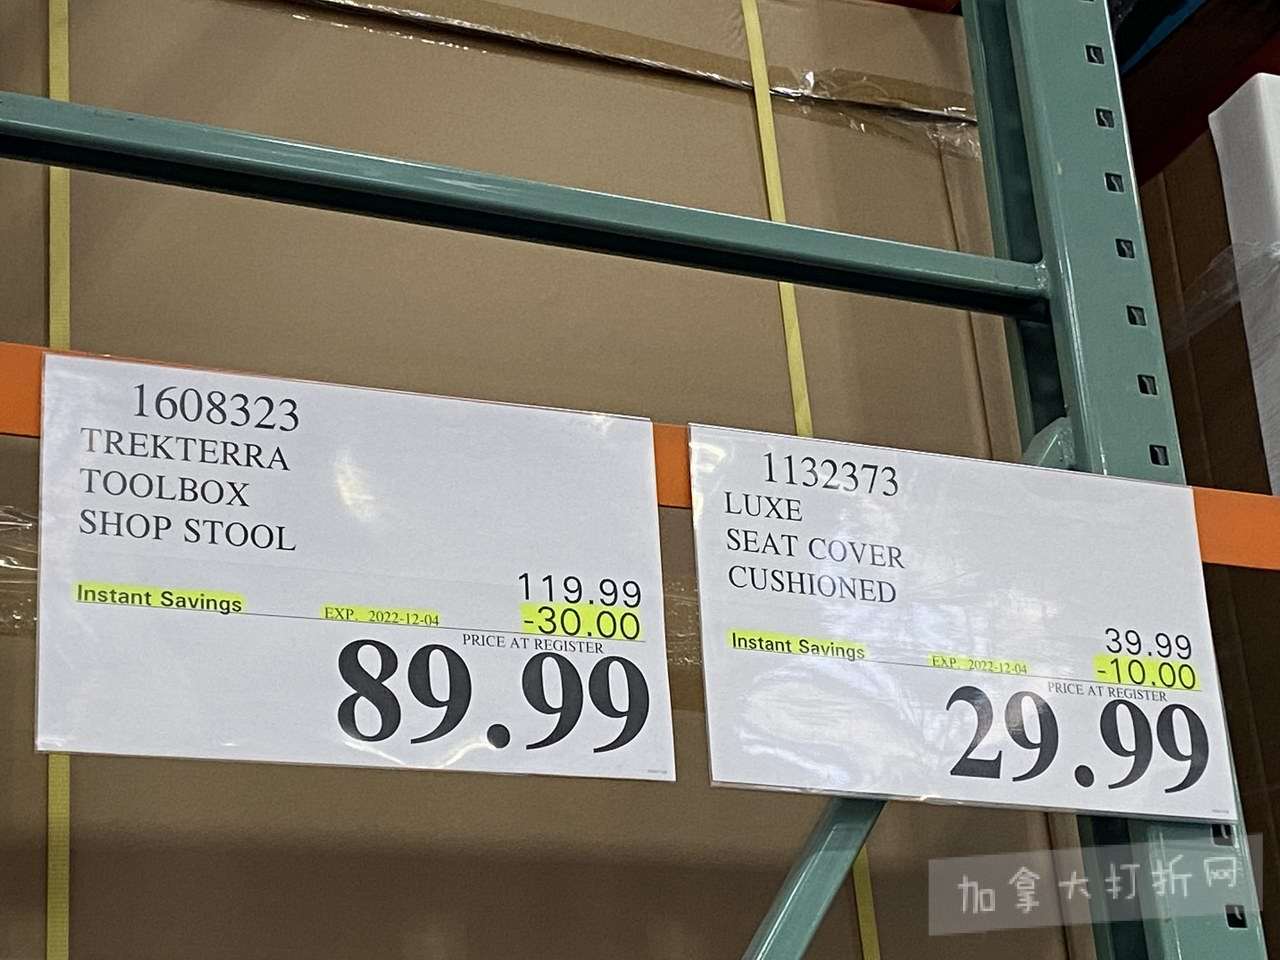 1608323
TREKTERRA
TOOLBOX
SHOP STOOL
119.99
Instant Savings EXP. 2022-12-04 -30.00
PRICE AT REGISTER
89.99
1132373
LUXE
SEAT COVER
CUSHIONED
39.99
Instant Savings EXP. 2022-12-04 -10.00
PRICE AT REGISTER
29.99
加拿大打折网